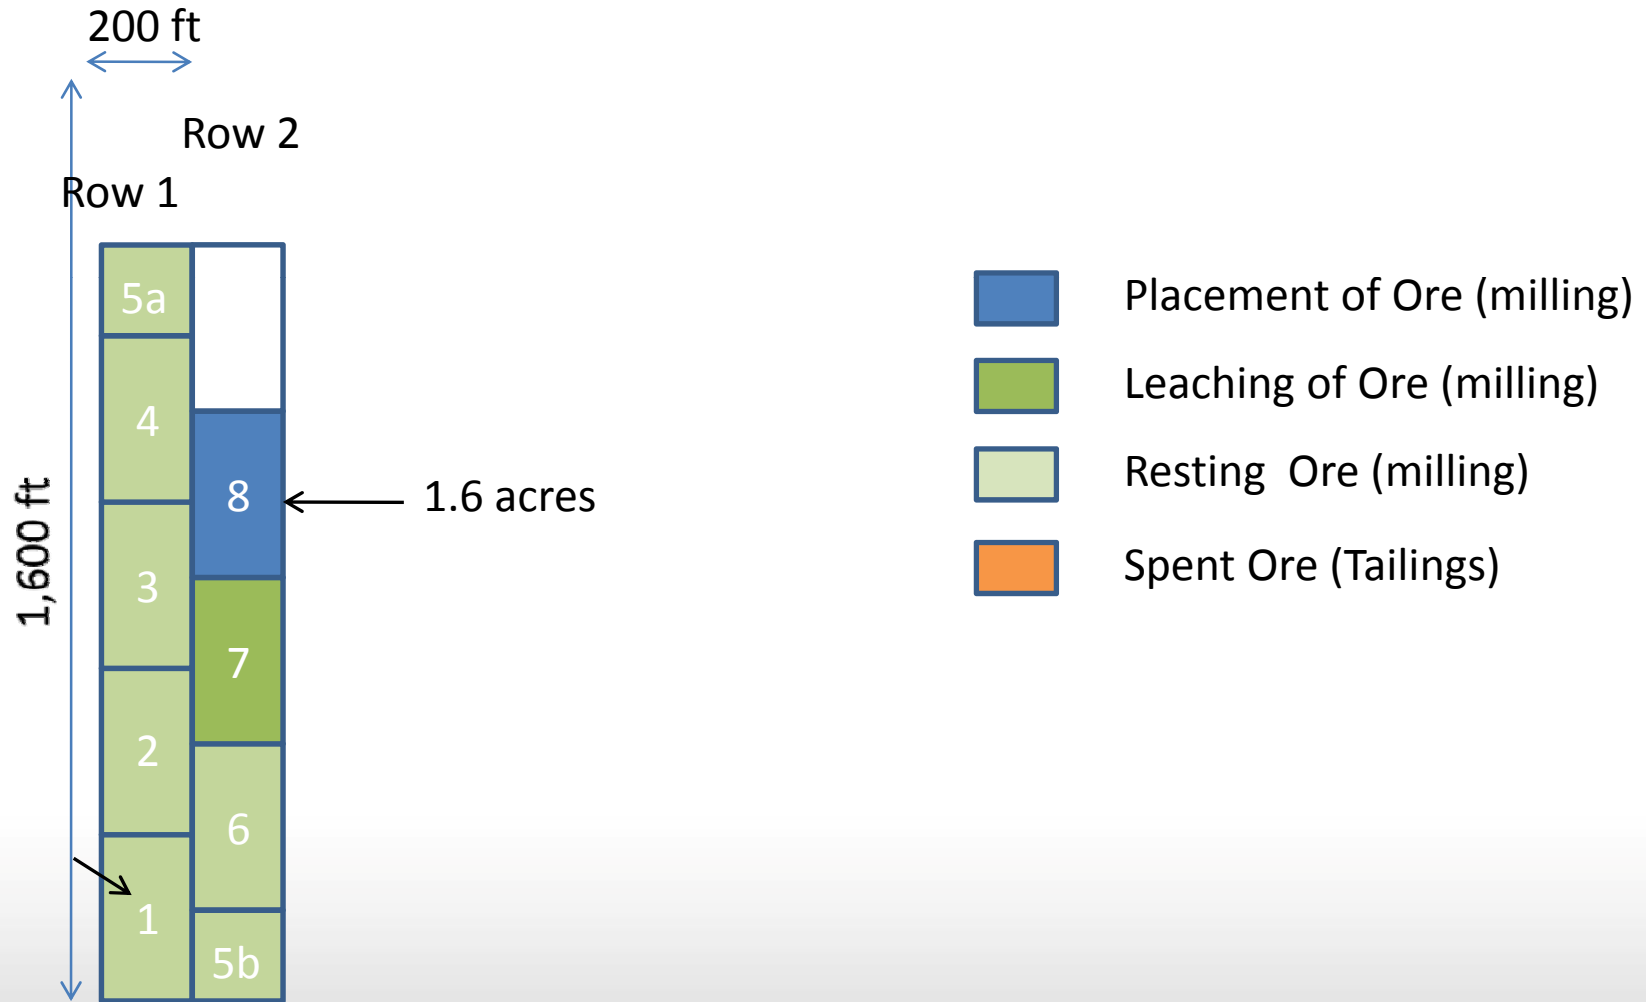 200 ft
Row 2
Row 1
5a
4
8
1.6 acres
3
1,600 ft
7
2
6
1
5b
Placement of Ore (milling)
Leaching of Ore (milling)
Resting  Ore (milling)
Spent Ore (Tailings)